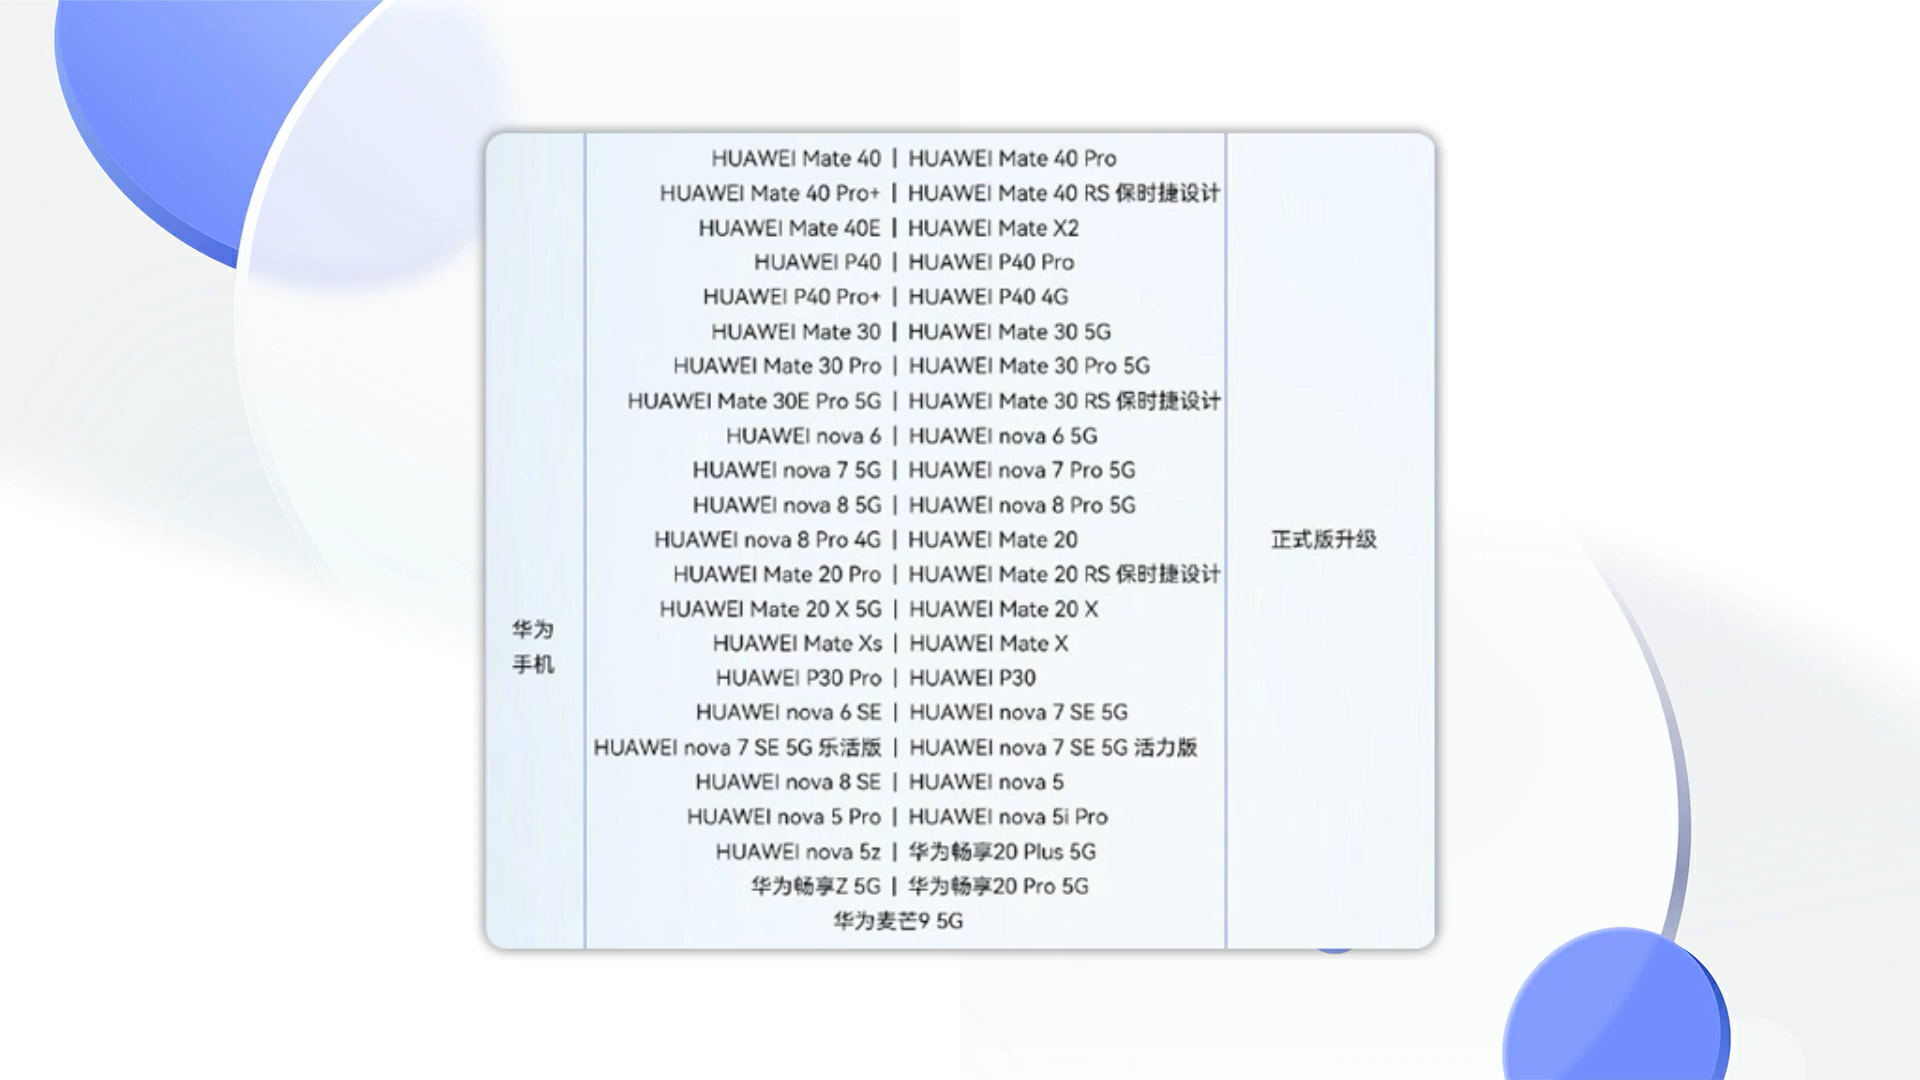 HUAWEI Mate 40 | HUAWEI Mate 40 Pro
HUAWEI Mate 40 Pro+ | HUAWEI Mate 40 RS 保时捷设计
HUAWEI Mate 40E | HUAWEI Mate X2
HUAWEI P40 | HUAWEI P40 Pro
HUAWEI P40 Pro+ | HUAWEI P40 4G
HUAWEI Mate 30 | HUAWEI Mate 30 5G
HUAWEI Mate 30 Pro | HUAWEI Mate 30 Pro 5G
HUAWEI Mate 30E Pro 5G | HUAWEI Mate 30 RS 保时捷设计
HUAWEI nova 6 | HUAWEI nova 6 5G
HUAWEI nova 7 5G | HUAWEI nova 7 Pro 5G
HUAWEI nova 8 5G | HUAWEI nova 8 Pro 5G
HUAWEI nova 8 Pro 4G | HUAWEI Mate 20
HUAWEI Mate 20 Pro | HUAWEI Mate 20 RS 保时捷设计
HUAWEI Mate 20 X 5G | HUAWEI Mate 20 X
HUAWEI Mate Xs | HUAWEI Mate X
HUAWEI P30 Pro | HUAWEI P30
HUAWEI nova 6 SE | HUAWEI nova 7 SE 5G
HUAWEI nova 7 SE 5G 乐活版 | HUAWEI nova 7 SE 5G 活力版
HUAWEI nova 8 SE | HUAWEI nova 5
HUAWEI nova 5 Pro | HUAWEI nova 5i Pro
HUAWEI nova 5z | 华为畅享20 Plus 5G
华为畅享Z 5G | 华为畅享20 Pro 5G
华为麦芒9 5G
华为
手机
正式版升级